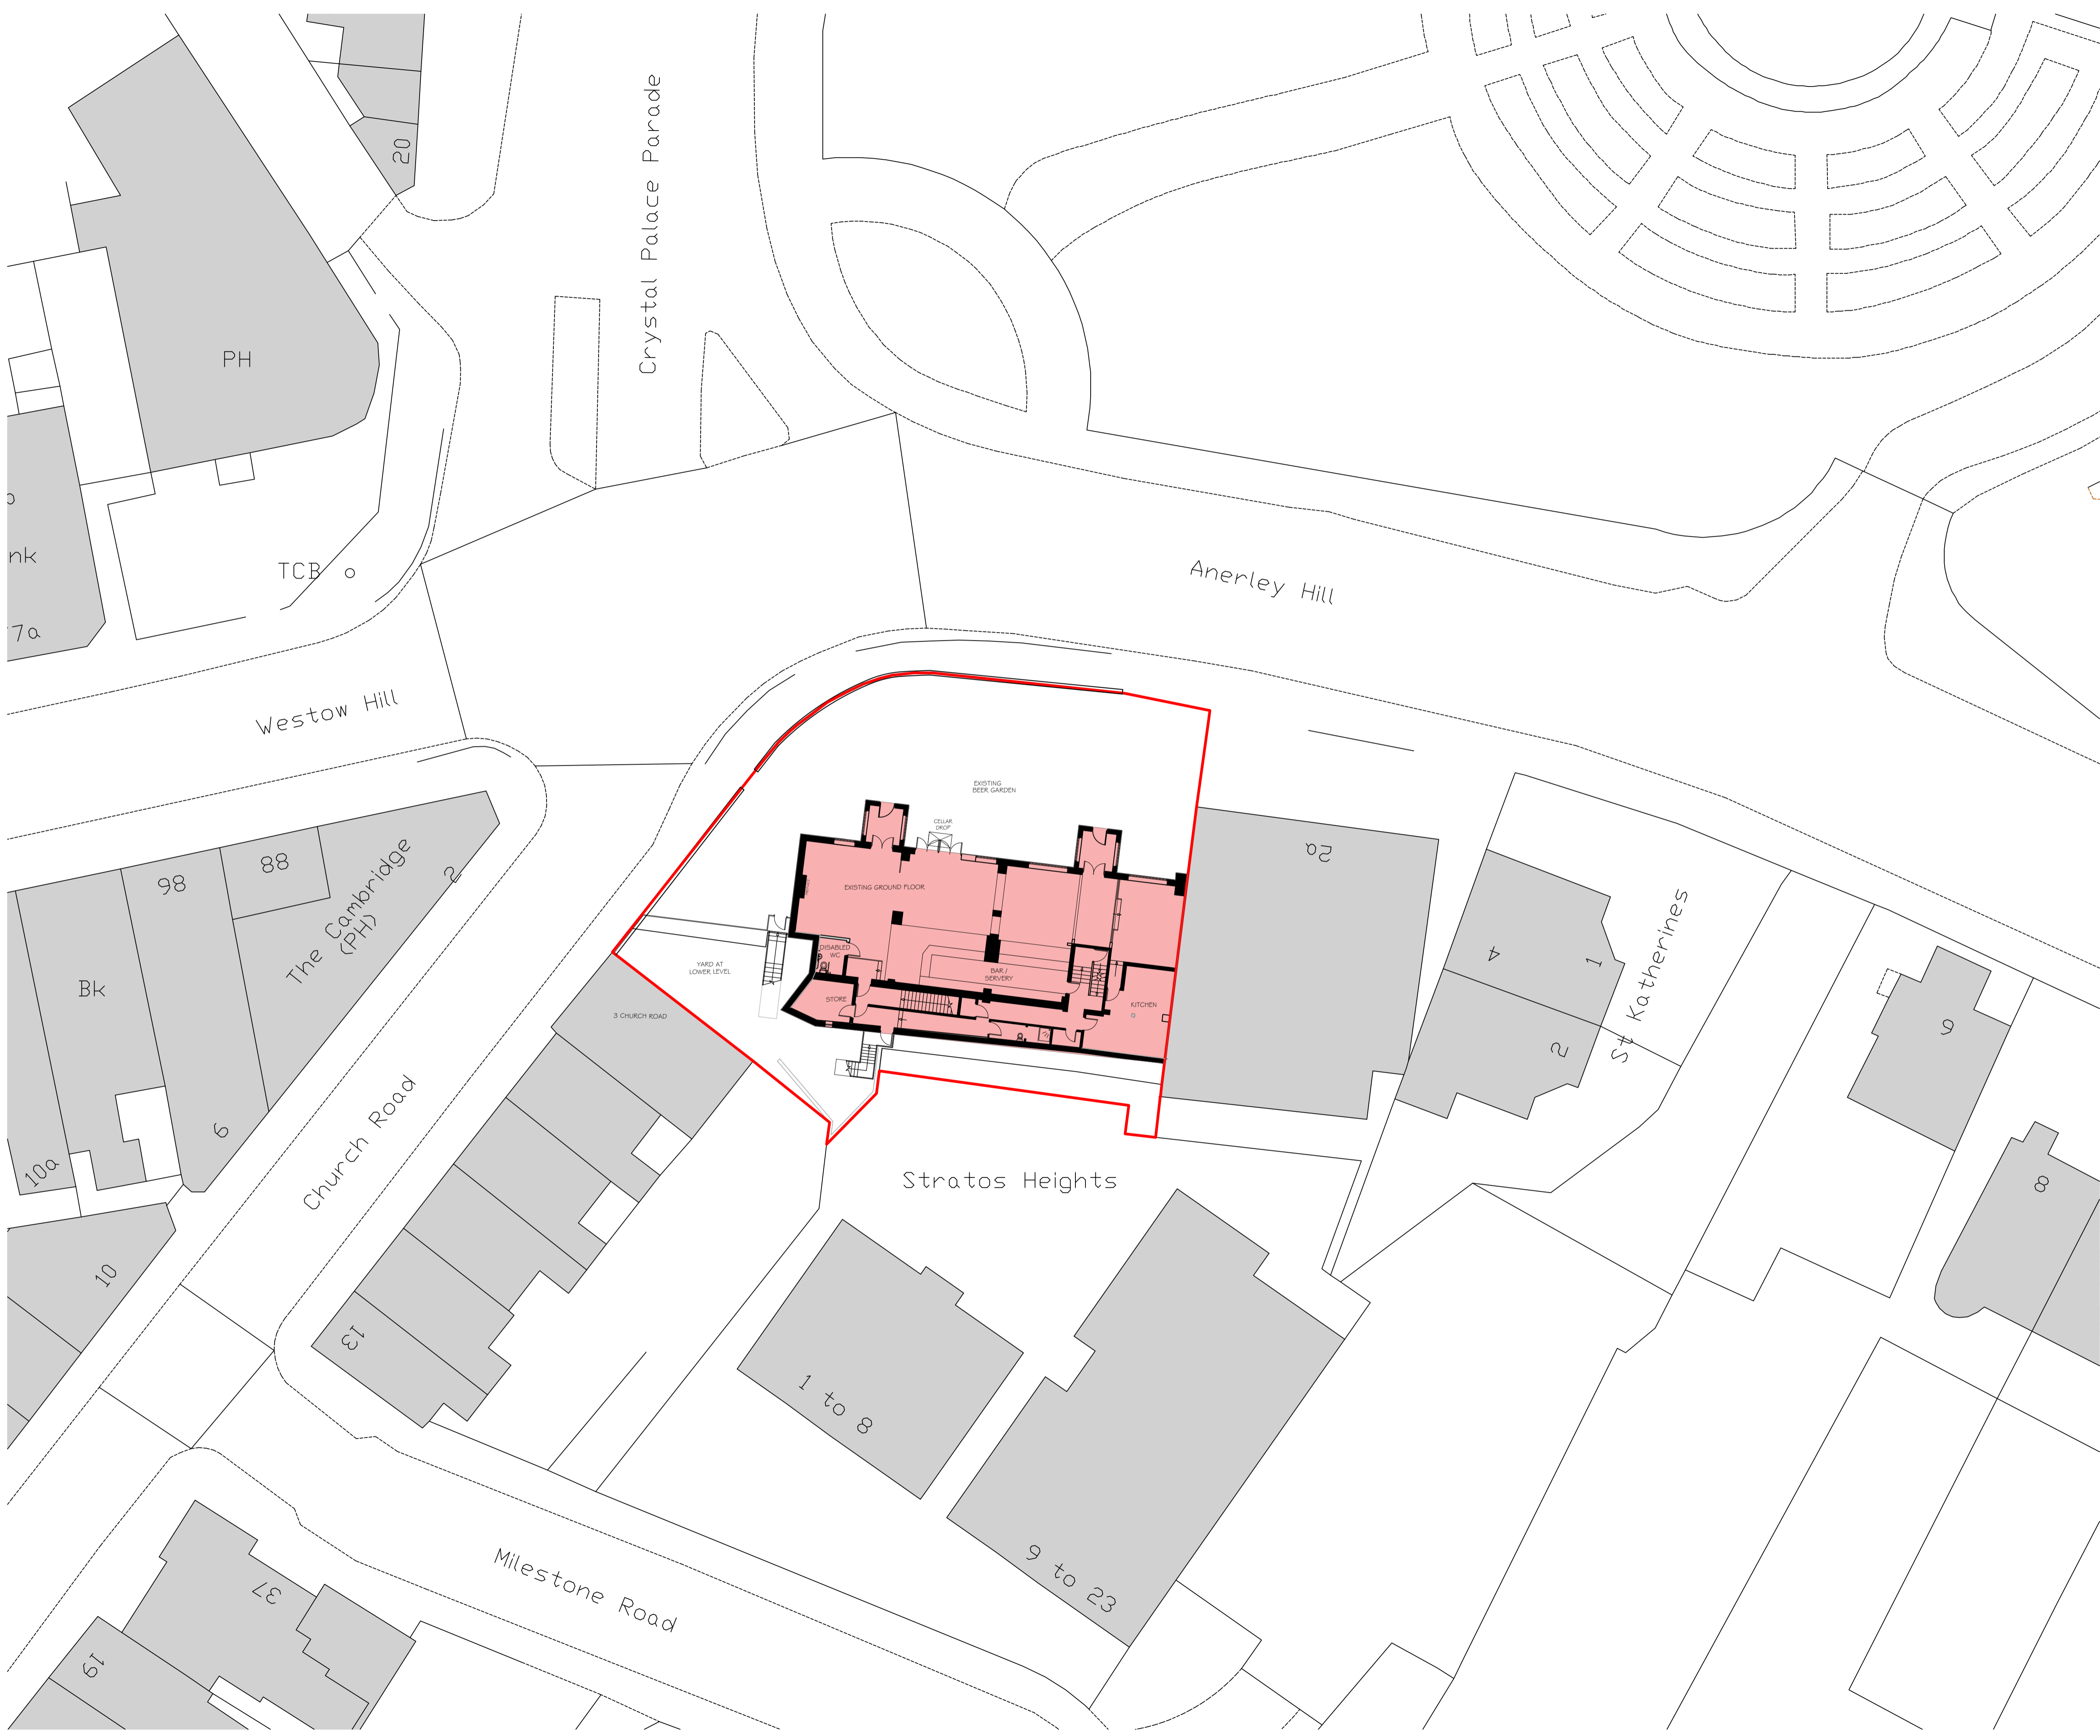 20
Crystal Palace Parade
PH
nk
TCB
7a
Anerley Hill
Westow Hill
EXISTING
BEER GARDEN
CELLAR
DROP
2a
88
98
The Cambridge
(PH)
2
EXISTING GROUND FLOOR
DISABLED
WC
BAR /
SERVERY
YARD AT
LOWER LEVEL
STORE
KITCHEN
3 CHURCH ROAD
4
1
2
St Katherines
6
8
Bk
6
10a
Church Road
10
13
Stratos Heights
1 to 8
9 to 23
Milestone Road
37
19